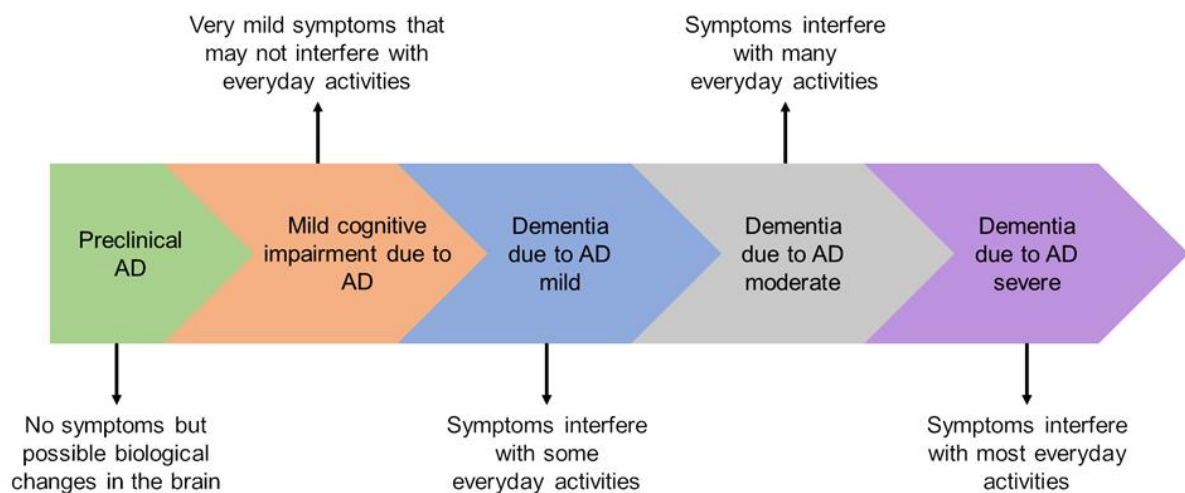 Very mild symptoms that
may not interfere with
everyday activities
Symptoms interfere
with many
everyday activities
Preclinical
AD
Mild cognitive
impairment due to
AD
Dementia
due to AD
mild
Dementia
due to AD
moderate
Dementia
due to AD
severe
No symptoms but
possible biological
changes in the brain
Symptoms interfere
with some
everyday activities
Symptoms interfere
with most everyday
activities